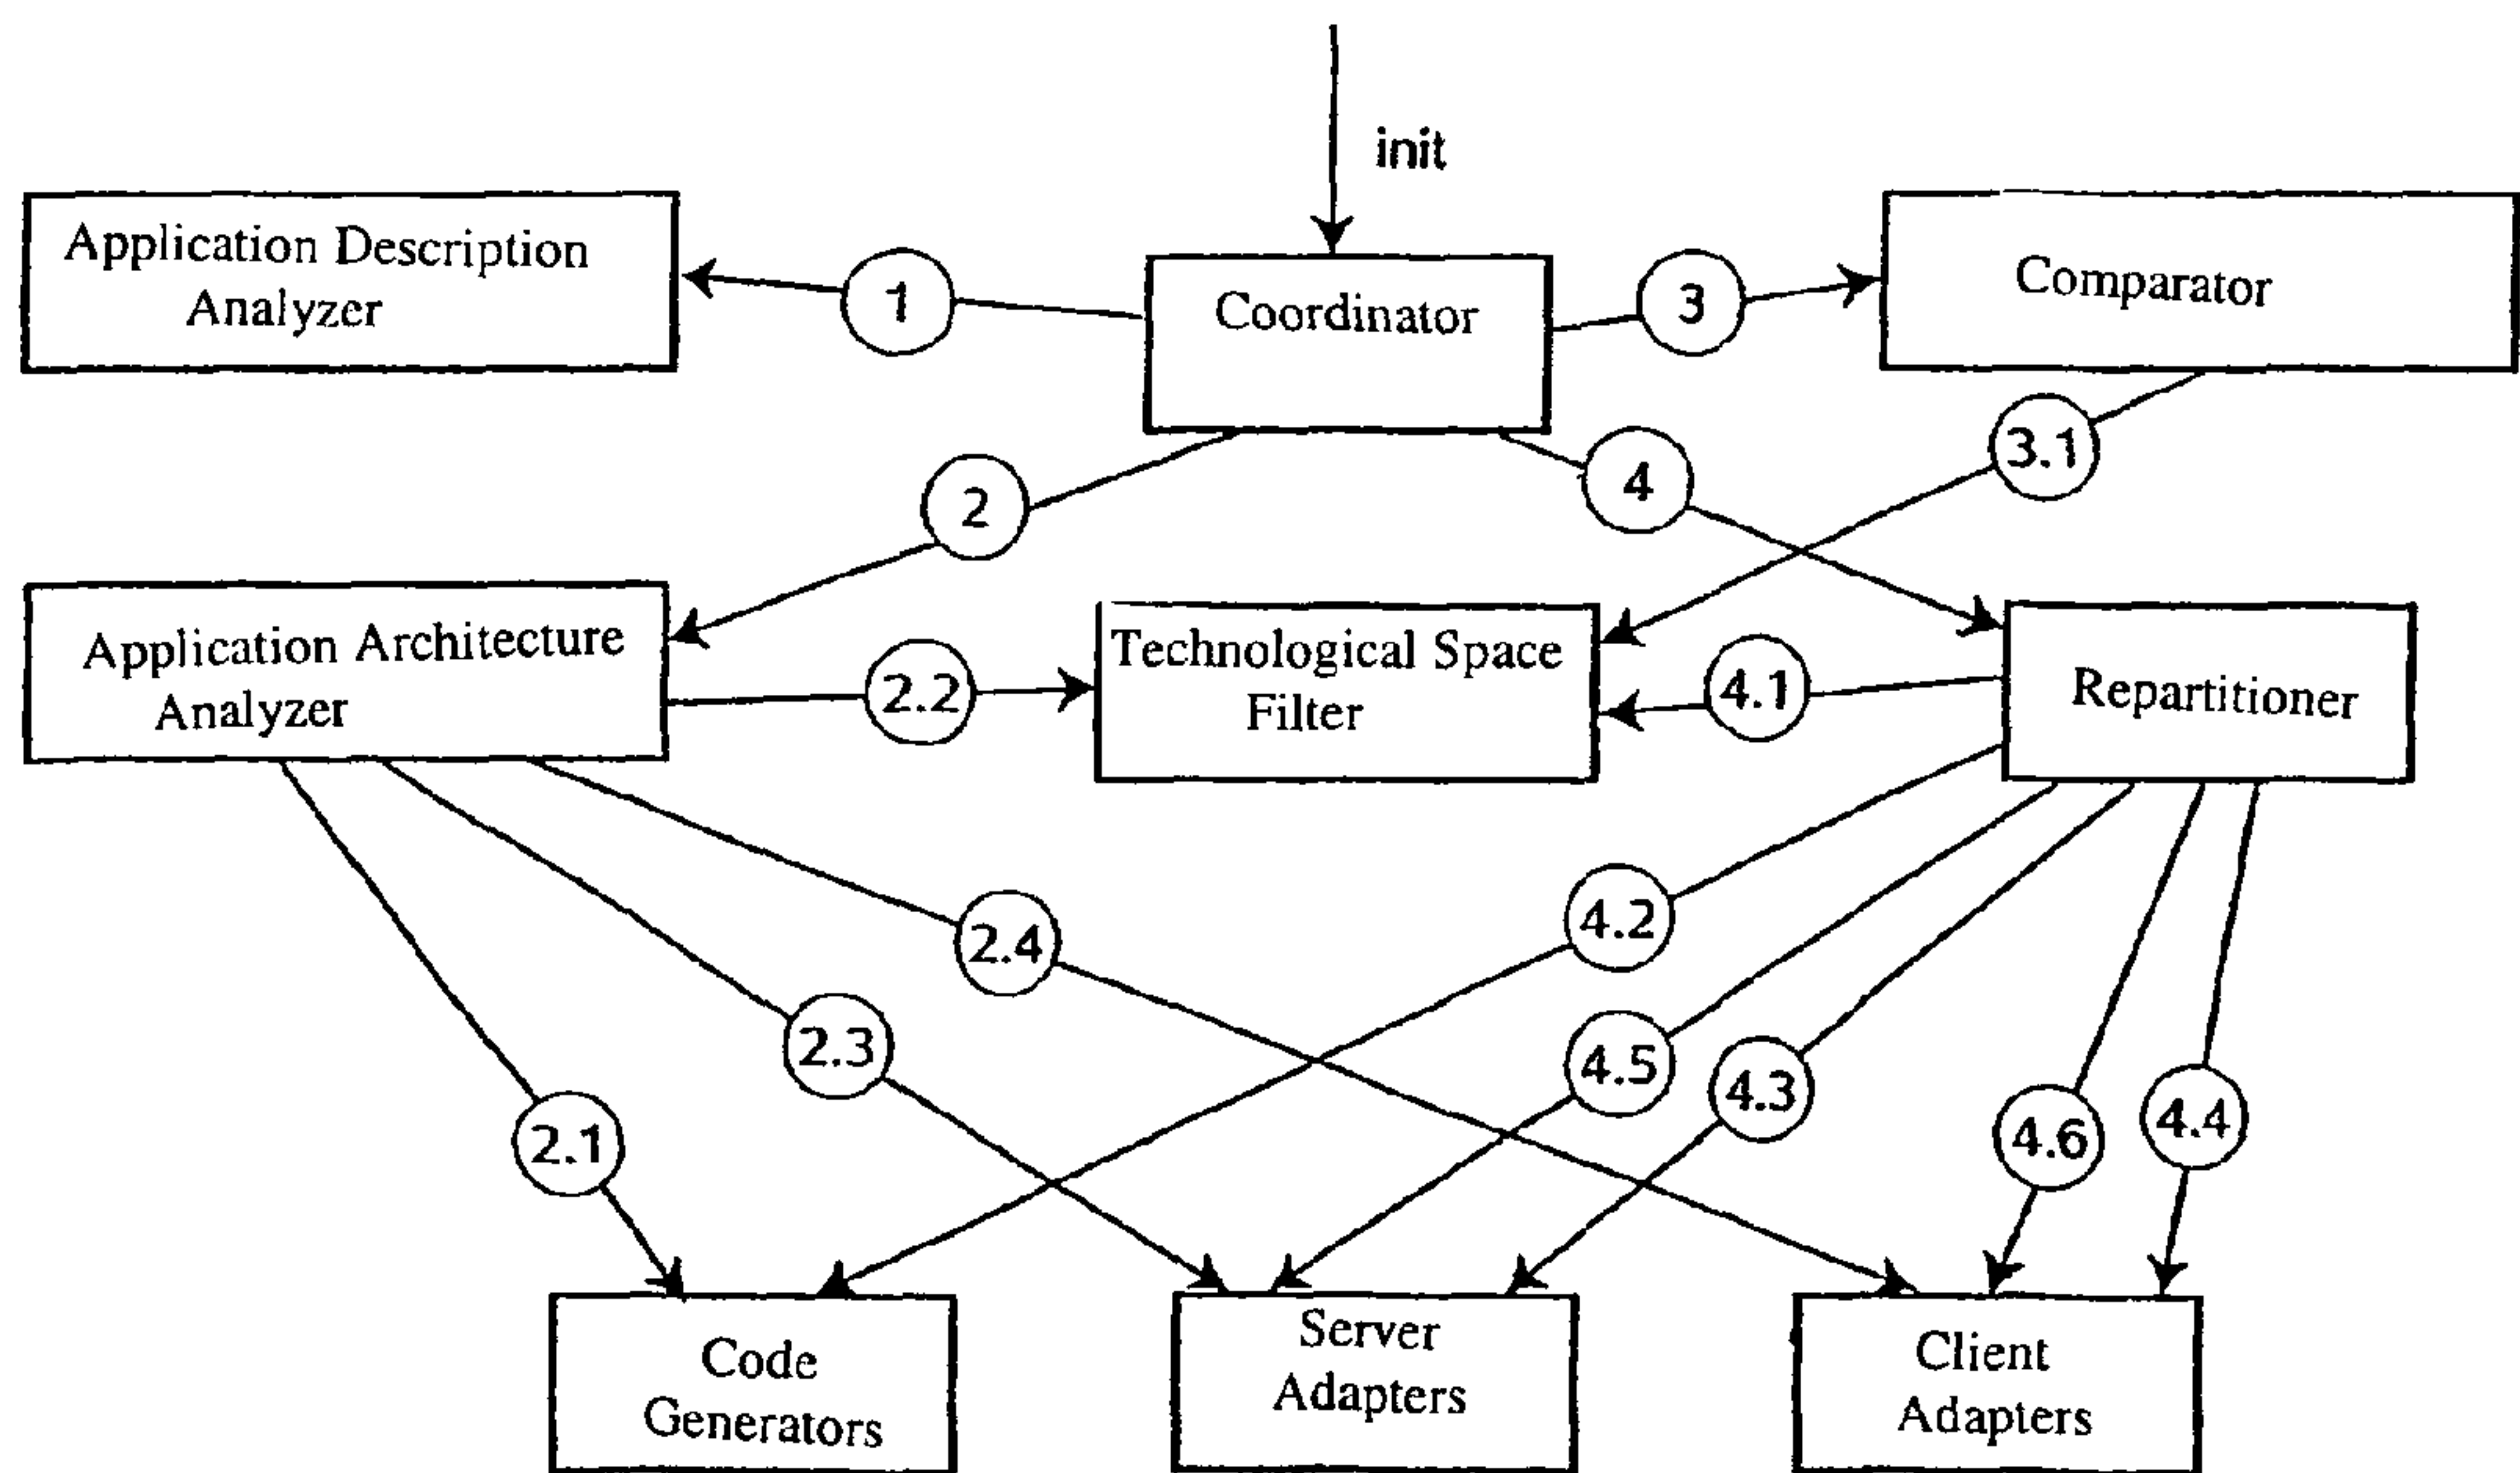 init
Application Description
Analyzer
1
Coordinator
3
Comparator
3.1
2
4
Application Architecture
Analyzer
2.2
Technological Space
Filter
4.1
Repartitioner
2.4
4.2
2.3
4.5
4.3
2.1
4.6
4.4
Code
Generators
Server
Adapters
Client
Adapters